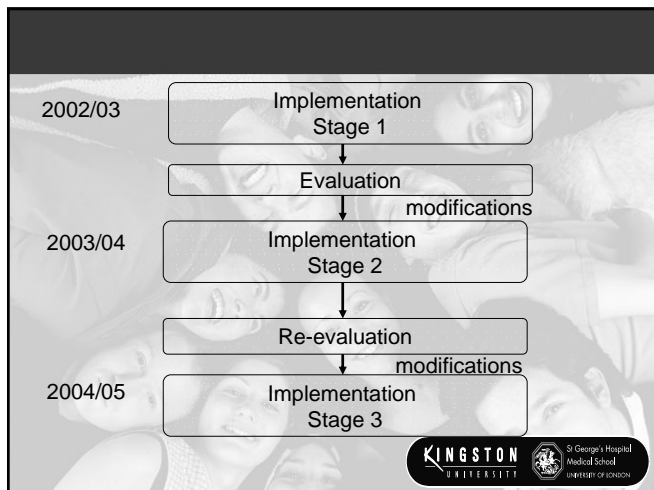 2002/03
Implementation
Stage 1
Evaluation
modifications
2003/04
Implementation
Stage 2
Re-evaluation
modifications
2004/05
Implementation
Stage 3
KINGSTON
UNIVERSITY
St George's Hospital
Medical School
UNIVERSITY OF LONDON